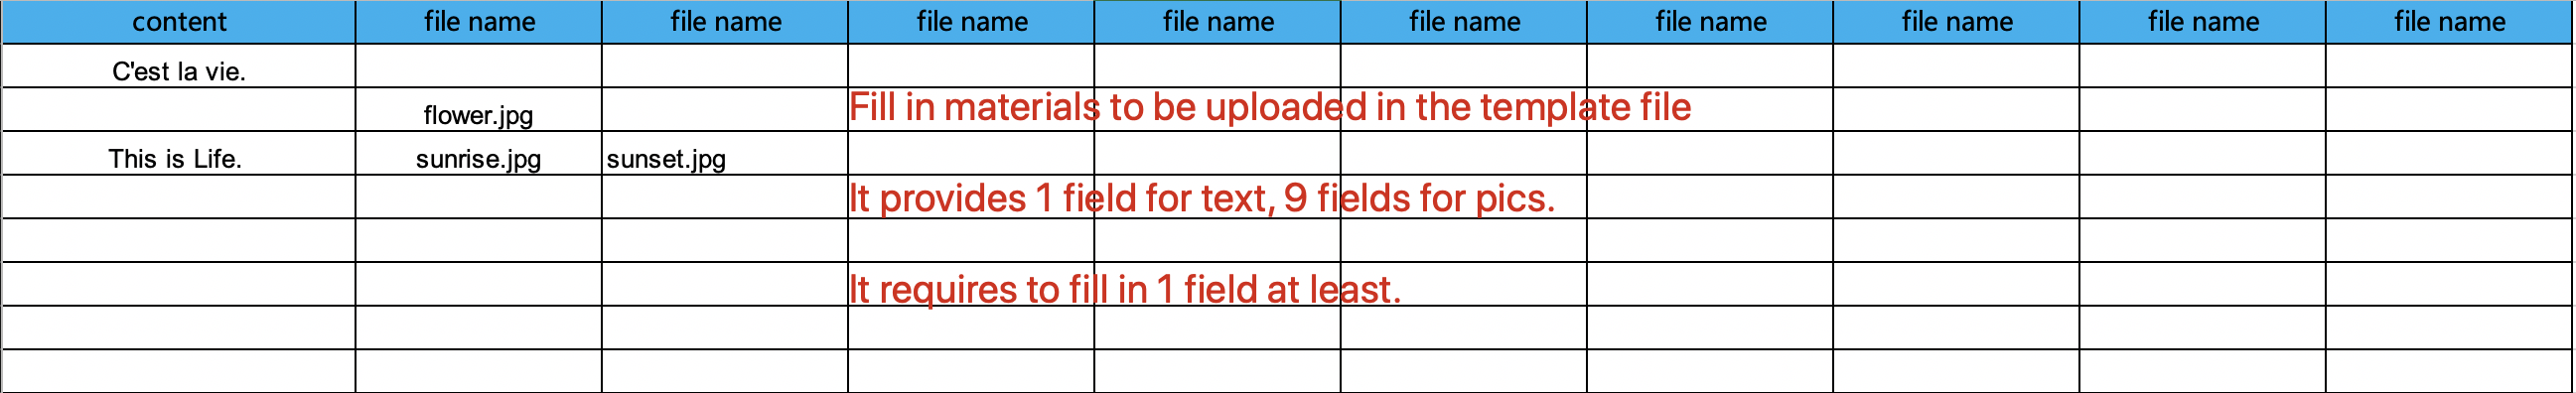 content file name file name file name file name file name file name file name file name file name
C'est la vie.
flower.jpg
Fill in materials to be uploaded in the template file
This is Life. sunrise.jpg sunset.jpg
It provides 1 field for text, 9 fields for pics.
It requires to fill in 1 field at least.